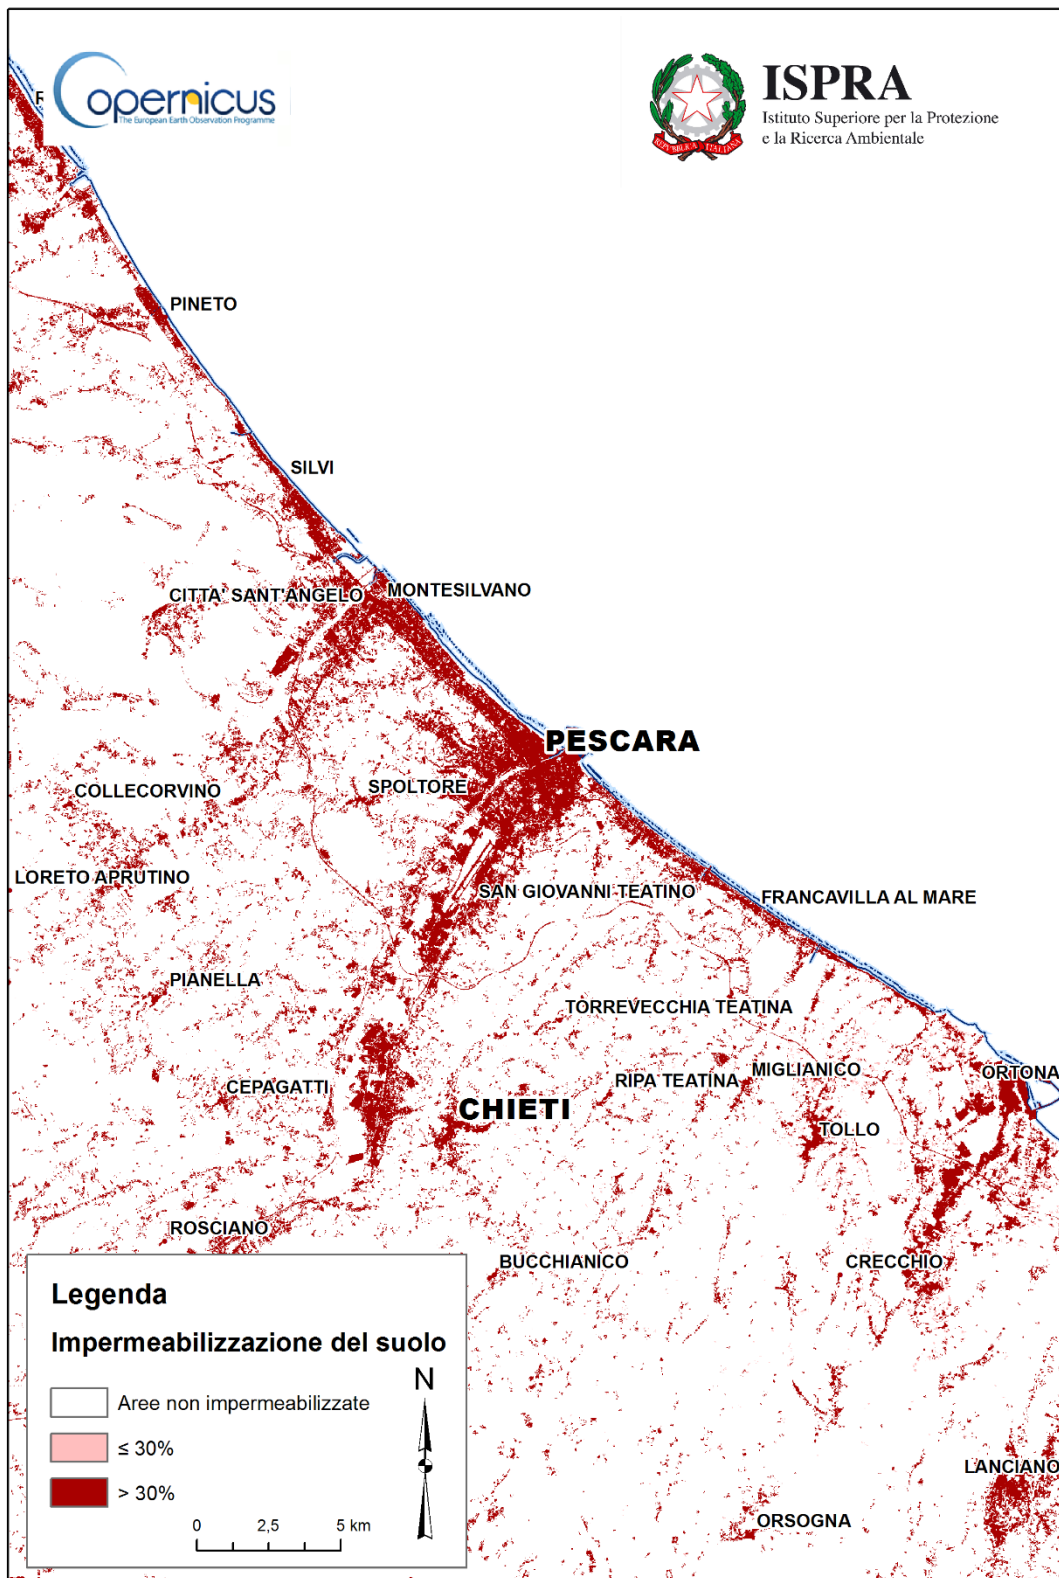 opernicus
The European Earth Observation Programme
ISPRA
Istituto Superiore per la Protezione
e la Ricerca Ambientale
REPVBBLICA ITALIANA
R
PINETO
SILVI
CITTA' SANT'ANGELO
MONTESILVANO
PESCARA
SPOLTORE
COLLECORVINO
LORETO APRUTINO
SAN GIOVANNI TEATINO
FRANCAVILLA AL MARE
PIANELLA
TORREVECCHIA TEATINA
MIGLIANICO
ORTONA
RIPA TEATINA
CEPAGATTI
CHIETI
TOLLO
ROSCIANO
BUCCHIANICO
CRECCHIO
LANCIANO
ORSOGNA
Legenda
Impermeabilizzazione del suolo
N
Aree non impermeabilizzate
≤ 30%
> 30%
0 2,5 5 km